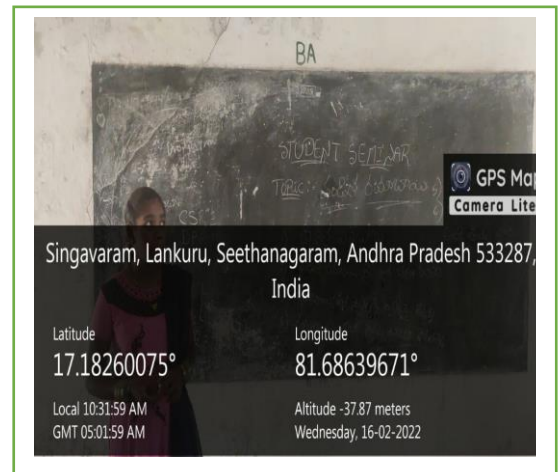 BA
STUDENT SEMINAR
TOPIC:
CS
GPS Map
Camera Lite
Singavaram, Lankuru, Seethanagaram, Andhra Pradesh 533287,
India
Latitude
17.18260075°
Longitude
81.68639671°
Local 10:31:59 AM
GMT 05:01:59 AM
Altitude -37.87 meters
Wednesday, 16-02-2022